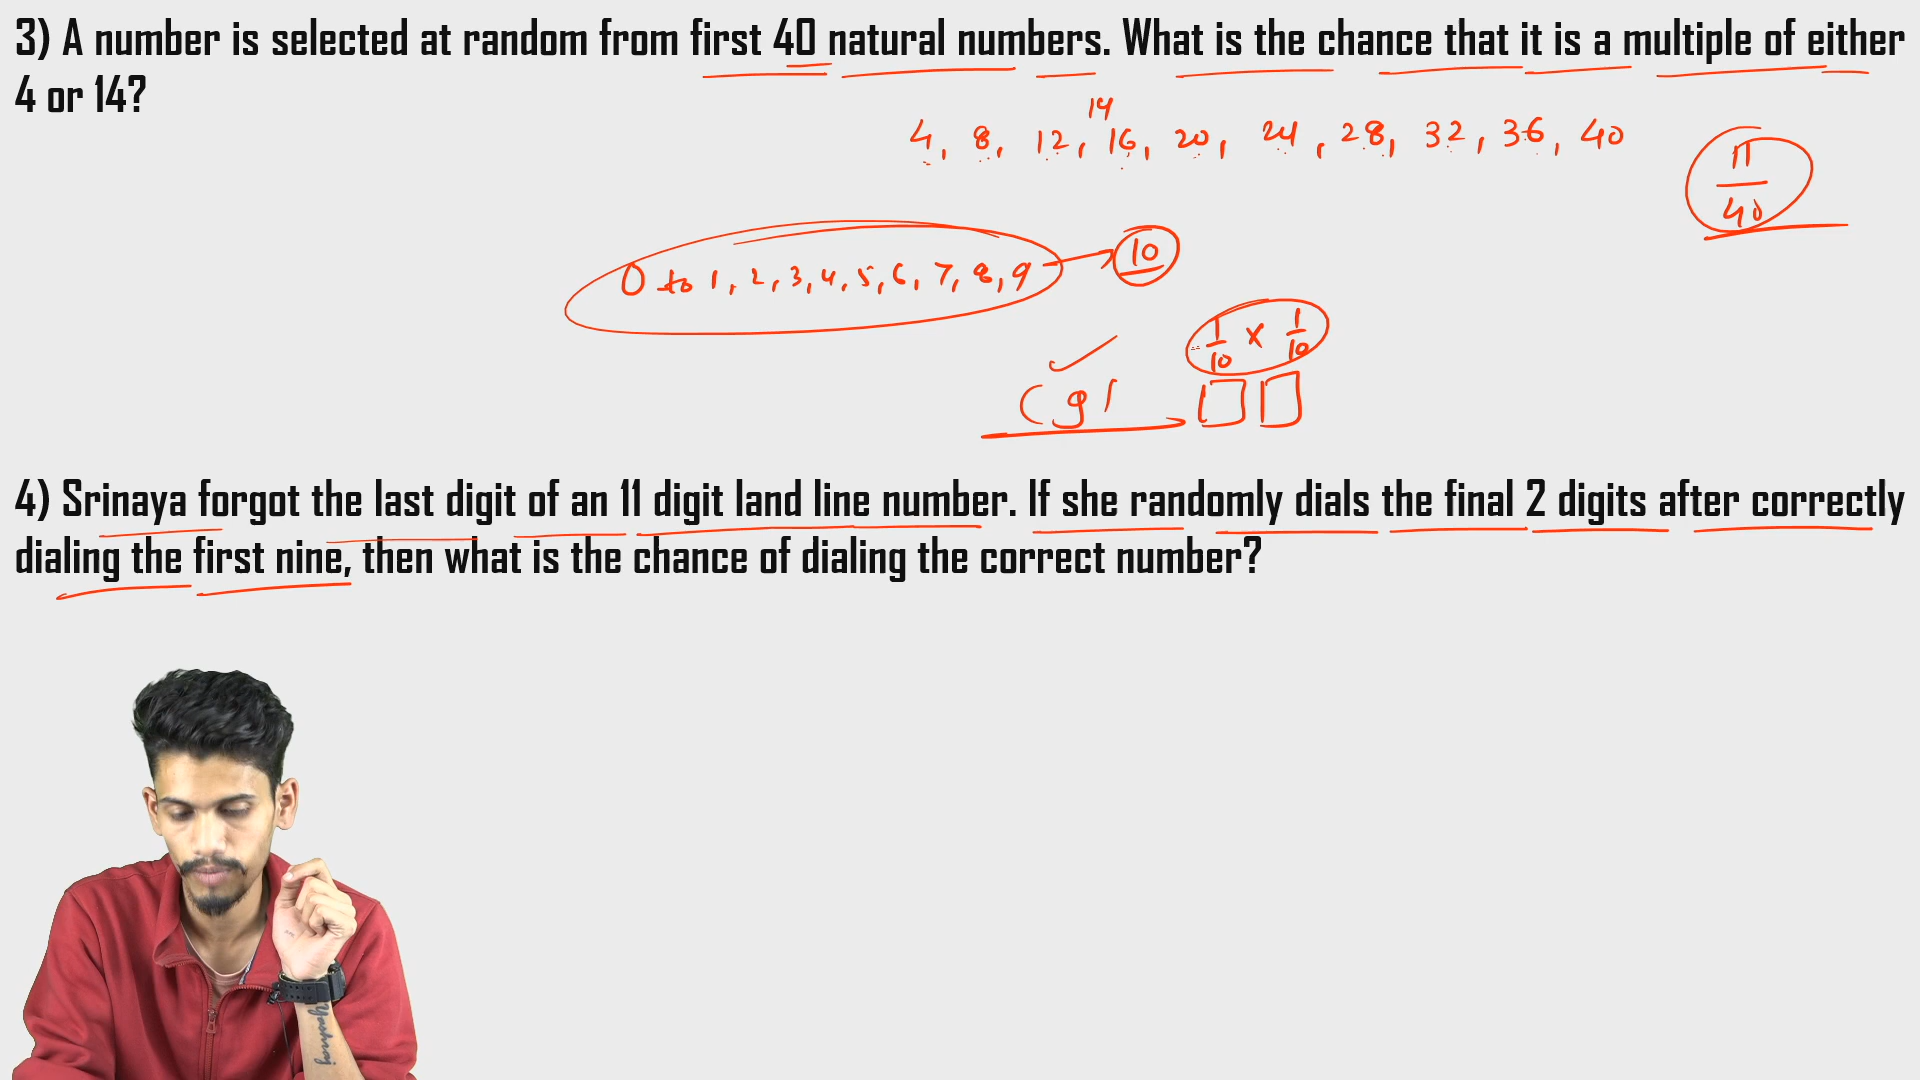 3) A number is selected at random from first 40 natural numbers. What is the chance that it is a multiple of either
4 or 14?
14
4, 8, 12, 16, 20, 24, 28, 32, 36, 40
11
40
0 to 1, 2, 3, 4, 5, 6, 7, 8, 9
10
1/10 x 1/10
(9)
4) Srinaya forgot the last digit of an 11 digit land line number. If she randomly dials the final 2 digits after correctly
dialing the first nine, then what is the chance of dialing the correct number?